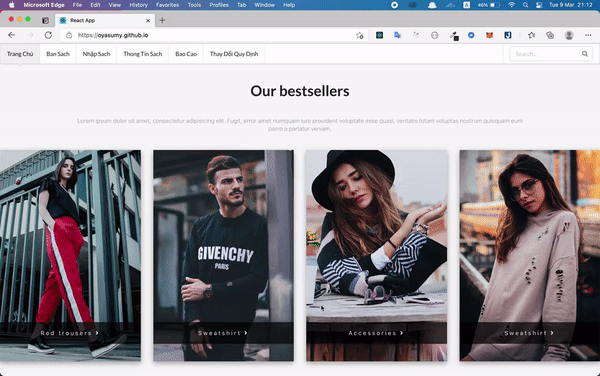 Microsoft Edge File Edit View History Favorites Tools Profiles Tab Window Help 46% Tue 9 Mar 21:12
React App
https://oyasumy.github.io
Trang Chủ Ban Sach Nhập Sach Thong Tin Sach Bao Cao Thay Dổi Quy Dịnh Search...
Our bestsellers
Lorem ipsum dolor sit amet, consectetur adipisicing elit. Fugit, error amet numquam iure provident voluptate esse quasi, veritatis totam voluptas nostrum quisquam eum
porro a pariatur veniam.
GIVENCHY
PARIS
Red trousers Sweatshirt Accessories Sweatshirt